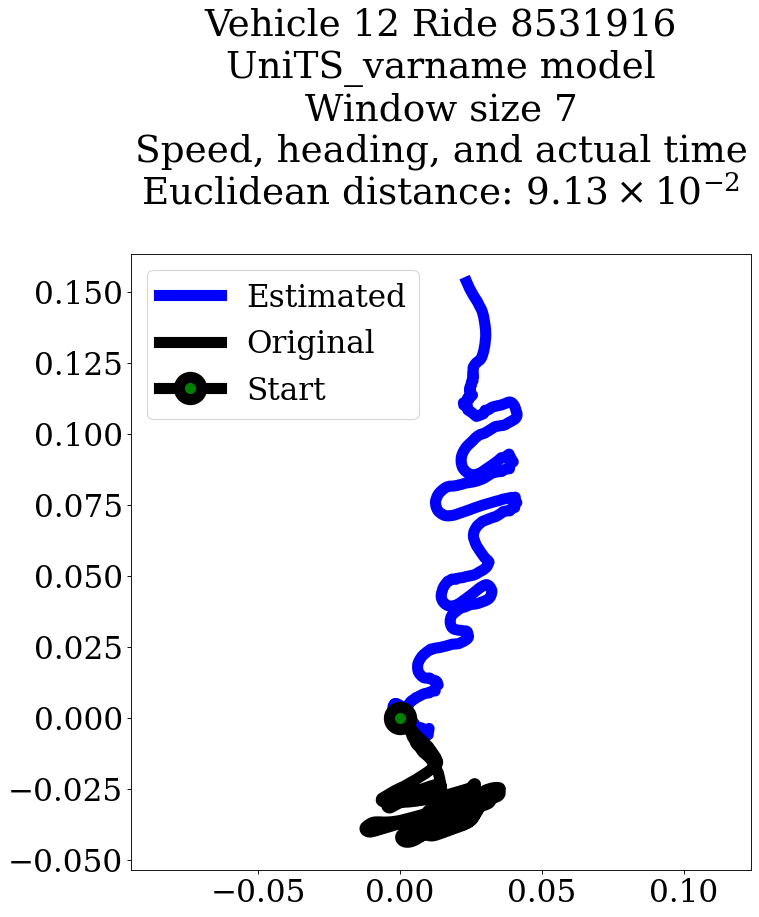 Vehicle 12 Ride 8531916
UniTS_varname model
Window size 7
Speed, heading, and actual time
Euclidean distance: 9.13 × 10⁻²
Estimated
Original
Start
0.150
0.125
0.100
0.075
0.050
0.025
0.000
−0.025
−0.050
−0.05 0.00 0.05 0.10